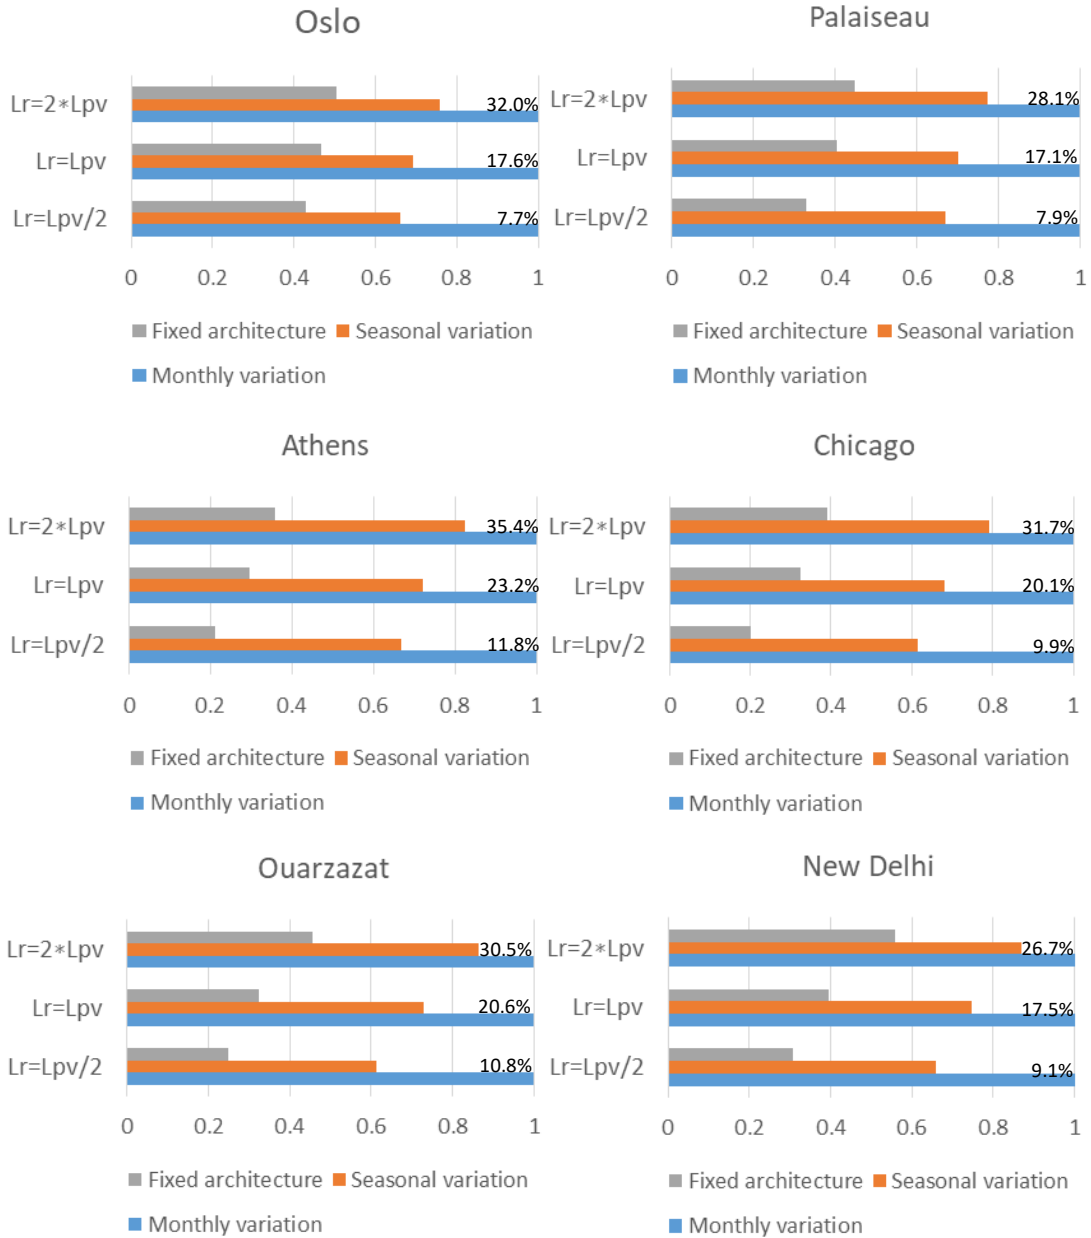 Oslo
Lr=2*Lpv
32.0%
Lr=Lpv
17.6%
Lr=Lpv/2
7.7%
0 0.2 0.4 0.6 0.8 1
Fixed architecture Seasonal variation
Monthly variation
Palaiseau
Lr=2*Lpv
28.1%
Lr=Lpv
17.1%
Lr=Lpv/2
7.9%
0 0.2 0.4 0.6 0.8 1
Fixed architecture Seasonal variation
Monthly variation
Athens
Lr=2*Lpv
35.4%
Lr=Lpv
23.2%
Lr=Lpv/2
11.8%
0 0.2 0.4 0.6 0.8 1
Fixed architecture Seasonal variation
Monthly variation
Chicago
Lr=2*Lpv
31.7%
Lr=Lpv
20.1%
Lr=Lpv/2
9.9%
0 0.2 0.4 0.6 0.8 1
Fixed architecture Seasonal variation
Monthly variation
Ouarzazat
Lr=2*Lpv
30.5%
Lr=Lpv
20.6%
Lr=Lpv/2
10.8%
0 0.2 0.4 0.6 0.8 1
Fixed architecture Seasonal variation
Monthly variation
New Delhi
Lr=2*Lpv
26.7%
Lr=Lpv
17.5%
Lr=Lpv/2
9.1%
0 0.2 0.4 0.6 0.8 1
Fixed architecture Seasonal variation
Monthly variation